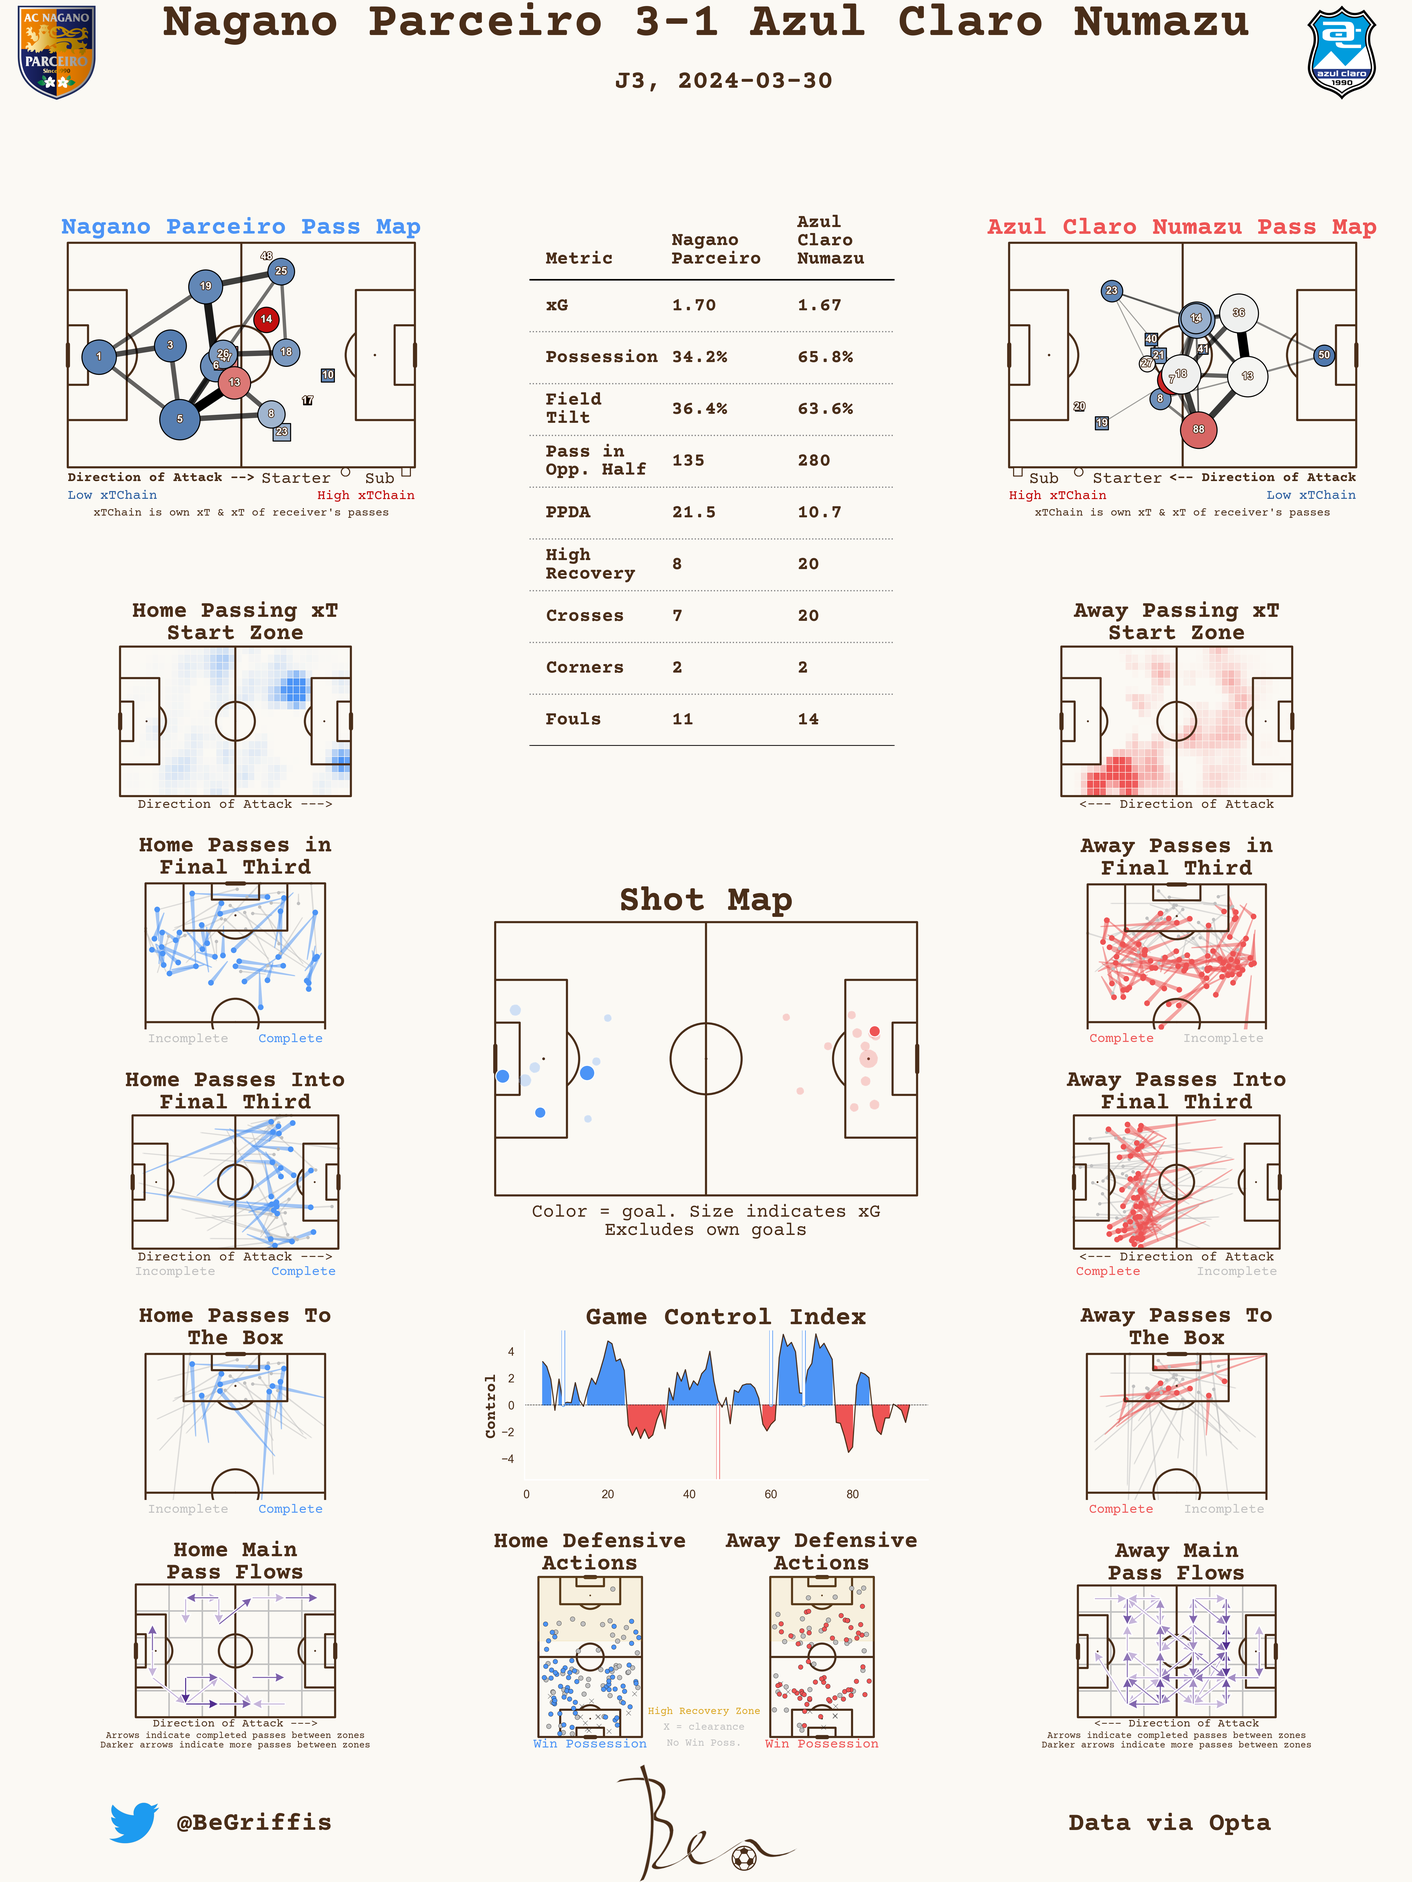 Nagano Parceiro 3-1 Azul Claro Numazu
J3, 2024-03-30
AC NAGANO
PARCEIRO
Since 1990
azul claro
1990
Nagano Parceiro Pass Map
48
25
19
14
3
26
18
1
6
13
10
17
5
8
23
Direction of Attack --> Starter Sub
Low xTChain High xTChain
xTChain is own xT & xT of receiver's passes
Metric Nagano Parceiro Azul Claro Numazu
xG 1.70 1.67
Possession 34.2% 65.8%
Field Tilt 36.4% 63.6%
Pass in Opp. Half 135 280
PPDA 21.5 10.7
High Recovery 8 20
Crosses 7 20
Corners 2 2
Fouls 11 14
Azul Claro Numazu Pass Map
23
14
36
40
21
41
50
27
7
18
13
8
20
19
88
Sub Starter <-- Direction of Attack
High xTChain Low xTChain
xTChain is own xT & xT of receiver's passes
Home Passing xT
Start Zone
Direction of Attack --->
Away Passing xT
Start Zone
<--- Direction of Attack
Home Passes in
Final Third
Incomplete Complete
Away Passes in
Final Third
Complete Incomplete
Shot Map
Color = goal. Size indicates xG
Excludes own goals
Home Passes Into
Final Third
Direction of Attack --->
Incomplete Complete
Away Passes Into
Final Third
<--- Direction of Attack
Complete Incomplete
Home Passes To
The Box
Incomplete Complete
Game Control Index
Control
4
2
0
−2
−4
0 20 40 60 80
Away Passes To
The Box
Complete Incomplete
Home Main
Pass Flows
Direction of Attack --->
Arrows indicate completed passes between zones
Darker arrows indicate more passes between zones
Home Defensive
Actions
Win Possession
Away Defensive
Actions
Win Possession
High Recovery Zone
X = clearance
No Win Poss.
Away Main
Pass Flows
<--- Direction of Attack
Arrows indicate completed passes between zones
Darker arrows indicate more passes between zones
@BeGriffis
Ben
Data via Opta